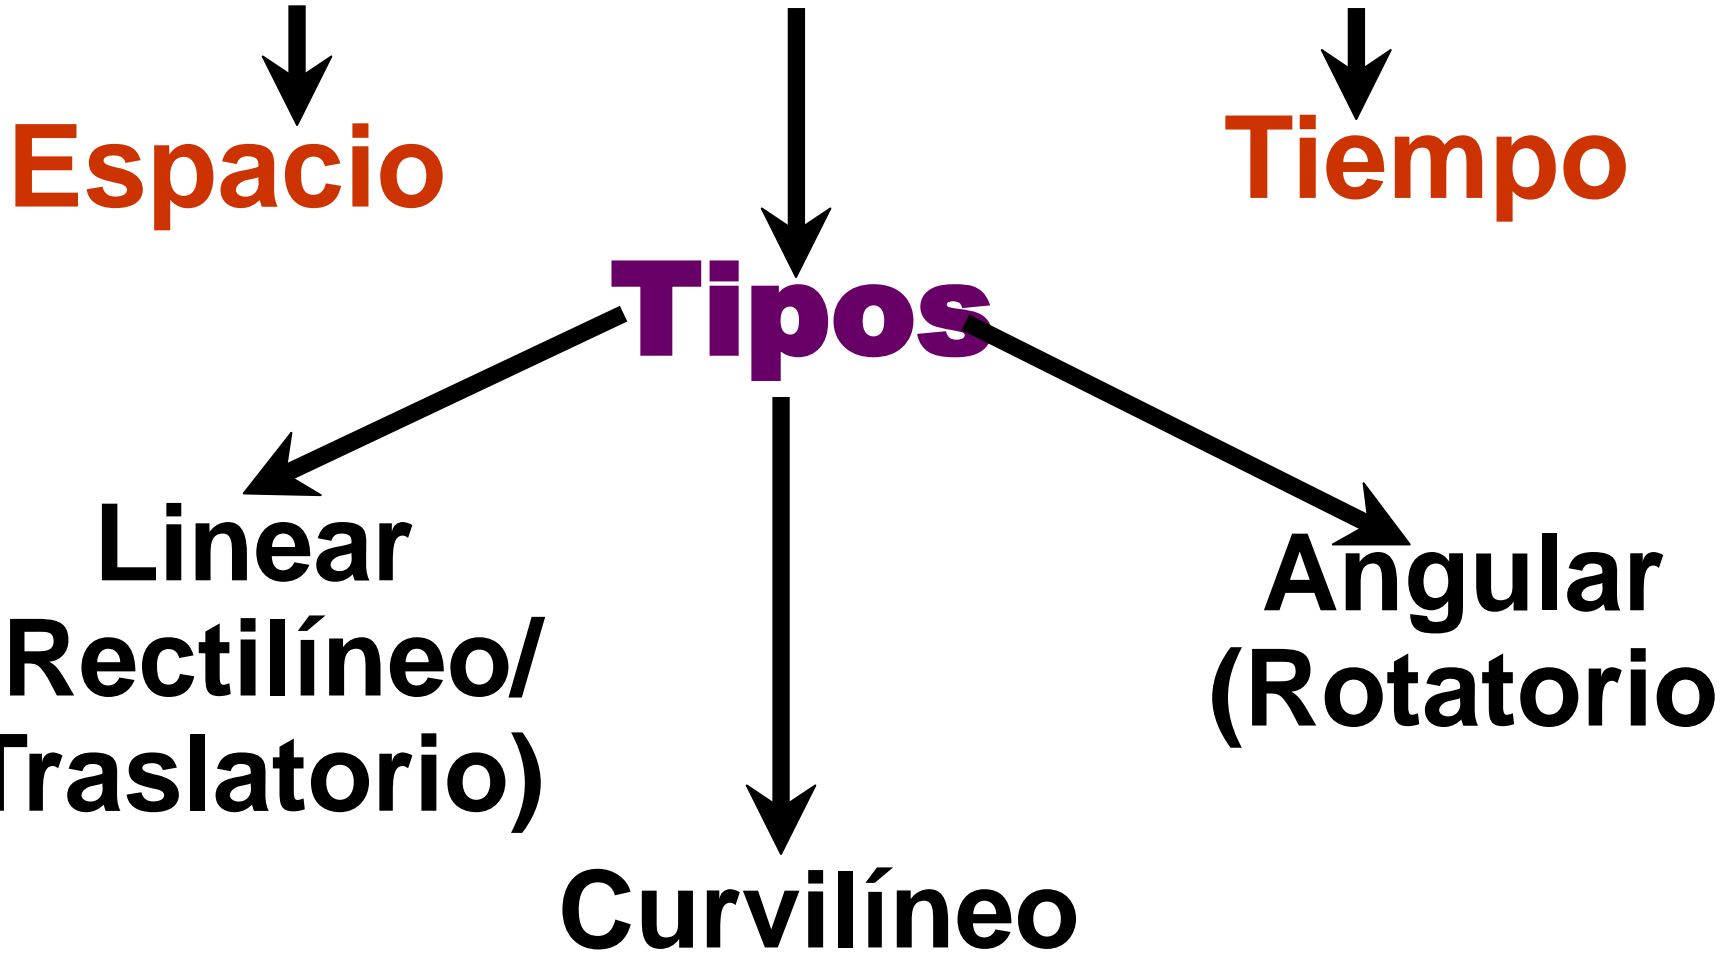 Espacio
Tiempo
Tipos
Linear
Rectilíneo/
Traslatorio)
Angular
(Rotatorio
Curvilíneo